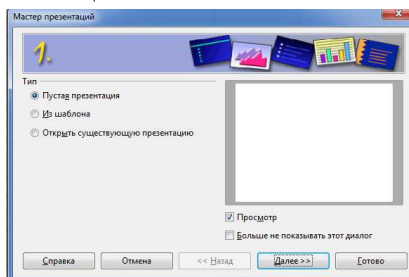 Мастер презентаций
1.
Тип
Пустая презентация
Из шаблона
Открыть существующую презентацию
Просмотр
Больше не показывать этот диалог
Справка
Отмена
<< Назад
Далее >>
Готово